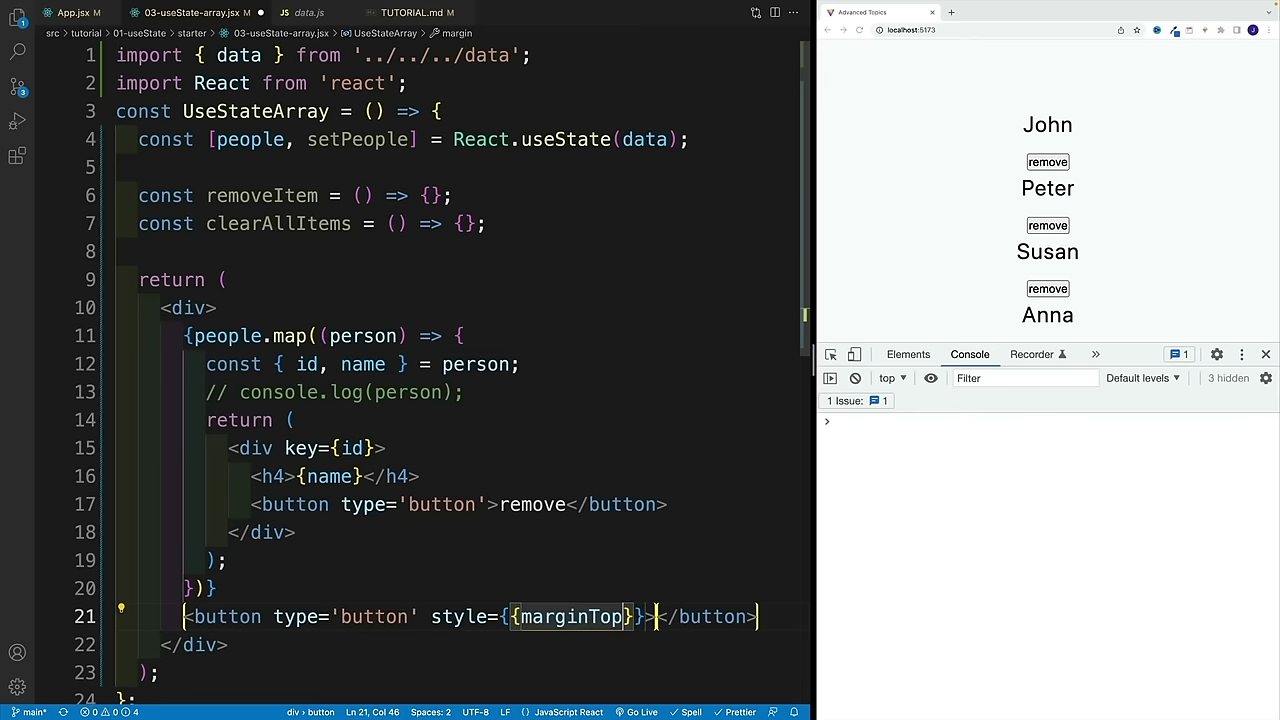 App.jsx M
03-useState-array.jsx M
data.js
TUTORIAL.md M
src > tutorial > 01-useState > starter > 03-useState-array.jsx > UseStateArray > margin
1 import { data } from '../../../data';
2 import React from 'react';
3 const UseStateArray = () => {
4 const [people, setPeople] = React.useState(data);
5
6 const removeItem = () => {};
7 const clearAllItems = () => {};
8
9 return (
10 <div>
11 {people.map((person) => {
12 const { id, name } = person;
13 // console.log(person);
14 return (
15 <div key={id}>
16 <h4>{name}</h4>
17 <button type='button'>remove</button>
18 </div>
19 );
20 })}
21 <button type='button' style={{marginTop}}></button>
22 </div>
23 );
24 };
main* 0 0 4 div > button Ln 21, Col 46 Spaces: 2 UTF-8 LF {} JavaScript React Go Live Spell Prettier
1
3
Advanced Topics
localhost:5173
J
John
remove
Peter
remove
Susan
remove
Anna
Elements Console Recorder 1
top Filter Default levels 3 hidden
1 Issue: 1